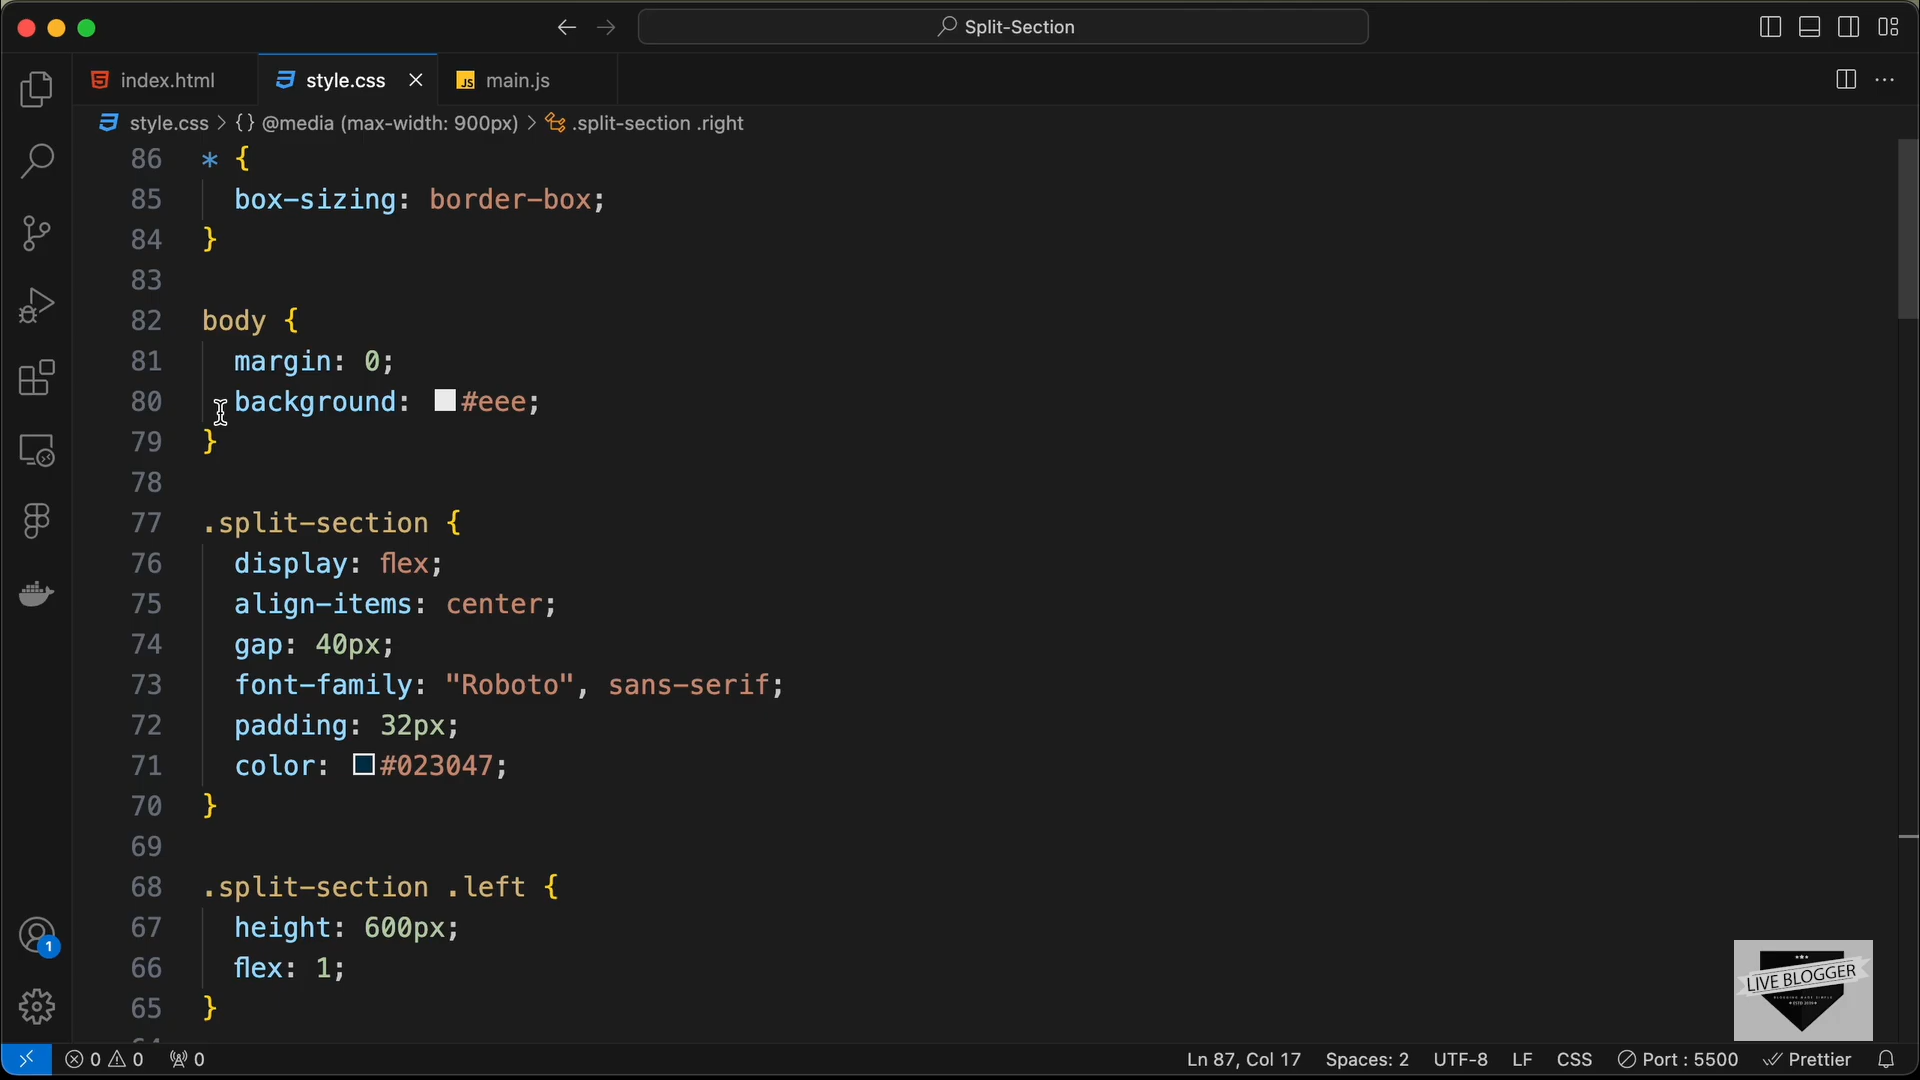 Split-Section
index.html
style.css
main.js
style.css > {} @media (max-width: 900px) > .split-section .right
86 * {
85 box-sizing: border-box;
84 }
83
82 body {
81 margin: 0;
80 background: #eee;
79 }
78
77 .split-section {
76 display: flex;
75 align-items: center;
74 gap: 40px;
73 font-family: "Roboto", sans-serif;
72 padding: 32px;
71 color: #023047;
70 }
69
68 .split-section .left {
67 height: 600px;
66 flex: 1;
65 }
1
LIVE BLOGGER
0 0 0
Ln 87, Col 17 Spaces: 2 UTF-8 LF CSS Port : 5500 Prettier